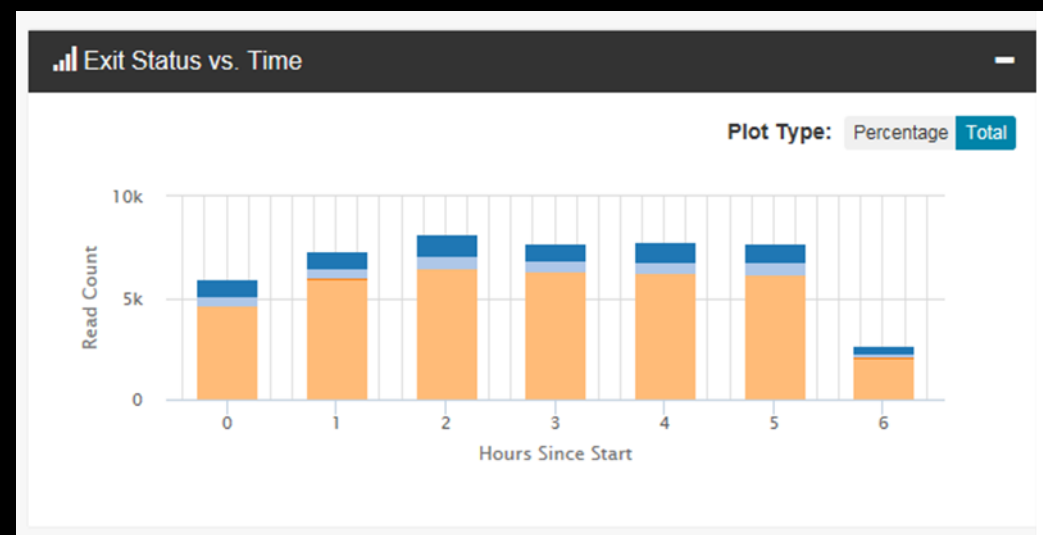 Exit Status vs. Time
Plot Type: Percentage Total
10k
5k
0
Read Count
0 1 2 3 4 5 6
Hours Since Start